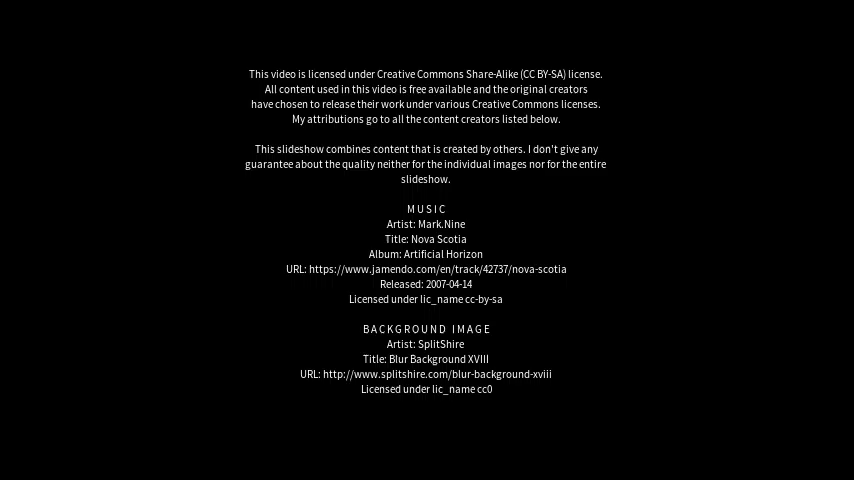 This video is licensed under Creative Commons Share-Alike (CC BY-SA) license.
All content used in this video is free available and the original creators
have chosen to release their work under various Creative Commons licenses.
My attributions go to all the content creators listed below.
This slideshow combines content that is created by others. I don't give any
guarantee about the quality neither for the individual images nor for the entire
slideshow.
MUSIC
Artist: Mark.Nine
Title: Nova Scotia
Album: Artificial Horizon
URL: https://www.jamendo.com/en/track/42737/nova-scotia
Released: 2007-04-14
Licensed under lic_name cc-by-sa
BACKGROUND IMAGE
Artist: SplitShire
Title: Blur Background XVIII
URL: http://www.splitshire.com/blur-background-xviii
Licensed under lic_name cc0